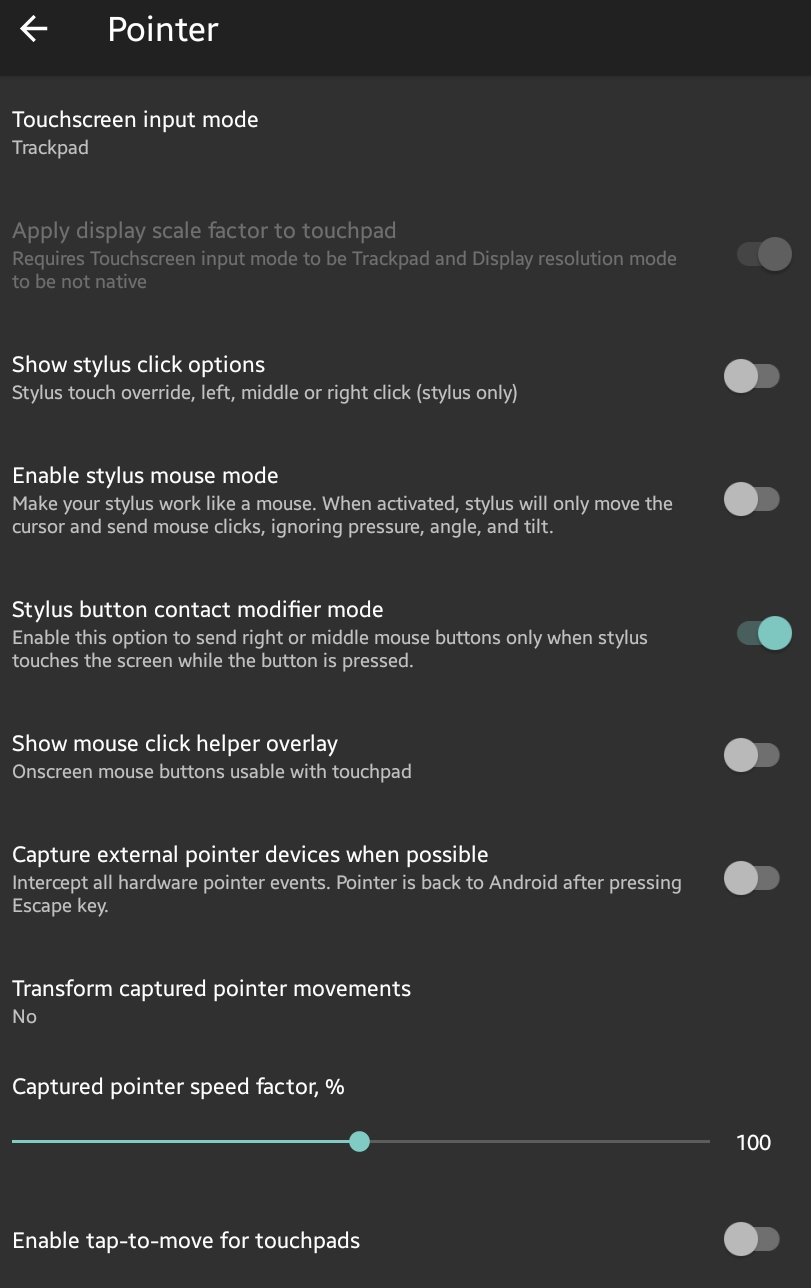 Pointer
Touchscreen input mode
Trackpad
Apply display scale factor to touchpad
Requires Touchscreen input mode to be Trackpad and Display resolution mode
to be not native
Show stylus click options
Stylus touch override, left, middle or right click (stylus only)
Enable stylus mouse mode
Make your stylus work like a mouse. When activated, stylus will only move the
cursor and send mouse clicks, ignoring pressure, angle, and tilt.
Stylus button contact modifier mode
Enable this option to send right or middle mouse buttons only when stylus
touches the screen while the button is pressed.
Show mouse click helper overlay
Onscreen mouse buttons usable with touchpad
Capture external pointer devices when possible
Intercept all hardware pointer events. Pointer is back to Android after pressing
Escape key.
Transform captured pointer movements
No
Captured pointer speed factor, %
100
Enable tap-to-move for touchpads